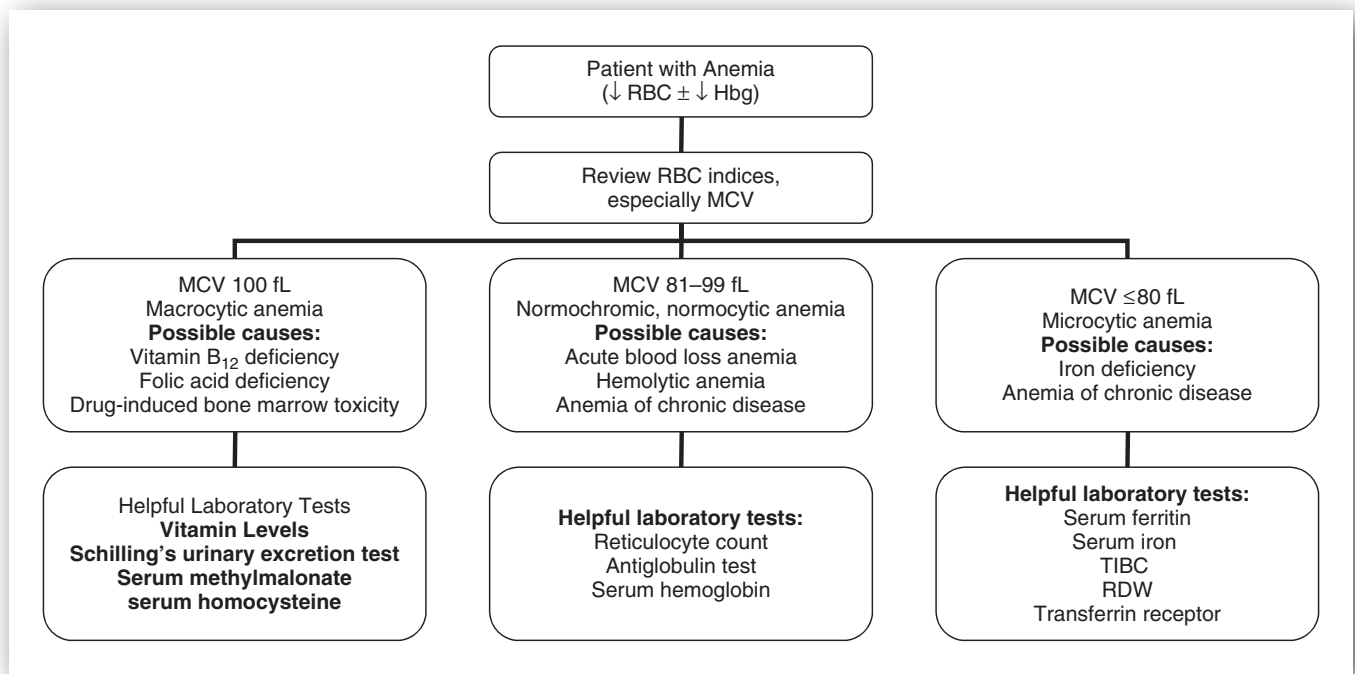 Patient with Anemia
(↓ RBC ± ↓ Hbg)
Review RBC indices,
especially MCV
MCV 100 fL
Macrocytic anemia
Possible causes:
Vitamin B₁₂ deficiency
Folic acid deficiency
Drug-induced bone marrow toxicity
MCV 81–99 fL
Normochromic, normocytic anemia
Possible causes:
Acute blood loss anemia
Hemolytic anemia
Anemia of chronic disease
MCV ≤80 fL
Microcytic anemia
Possible causes:
Iron deficiency
Anemia of chronic disease
Helpful Laboratory Tests
Vitamin Levels
Schilling’s urinary excretion test
Serum methylmalonate
serum homocysteine
Helpful laboratory tests:
Reticulocyte count
Antiglobulin test
Serum hemoglobin
Helpful laboratory tests:
Serum ferritin
Serum iron
TIBC
RDW
Transferrin receptor